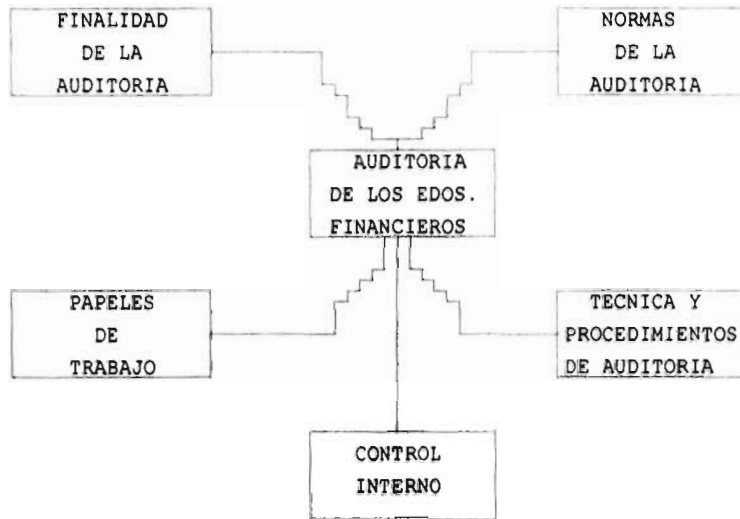 FINALIDAD
DE LA
AUDITORIA
NORMAS
DE LA
AUDITORIA
AUDITORIA
DE LOS EDOS.
FINANCIEROS
PAPELES
DE
TRABAJO
TECNICA Y
PROCEDIMIENTOS
DE AUDITORIA
CONTROL
INTERNO